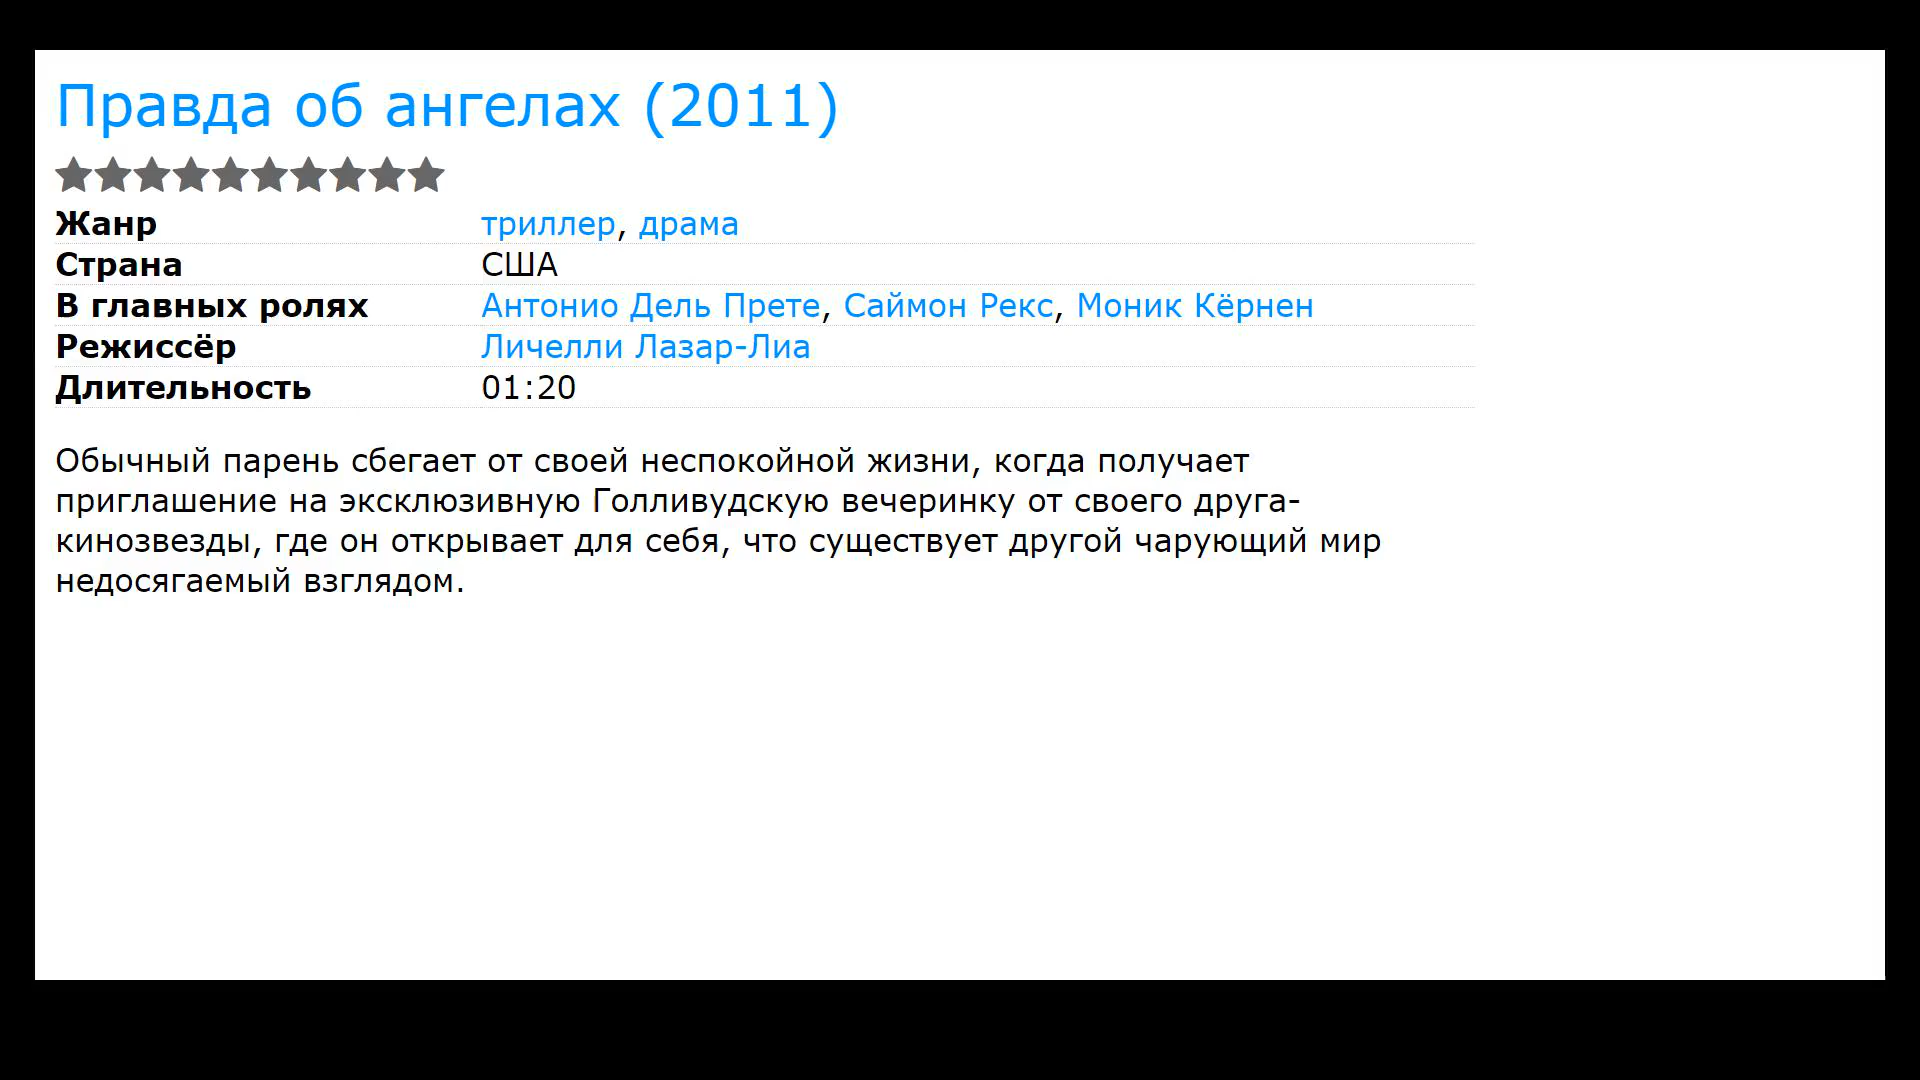 Правда об ангелах (2011)
Жанр триллер, драма
Страна США
В главных ролях Антонио Дель Прете, Саймон Рекс, Моник Кёрнен
Режиссёр Личелли Лазар-Лиа
Длительность 01:20
Обычный парень сбегает от своей неспокойной жизни, когда получает
приглашение на эксклюзивную Голливудскую вечеринку от своего друга-
кинозвезды, где он открывает для себя, что существует другой чарующий мир
недосягаемый взглядом.